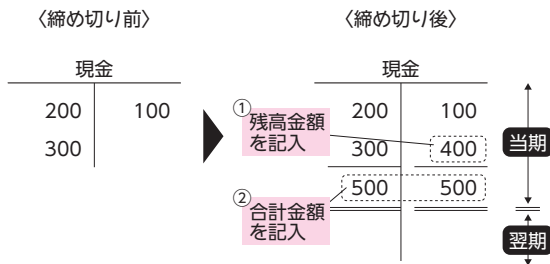 〈締め切り前〉
現金
200 100
300
〈締め切り後〉
現金
① 残高金額
を記入
200 100
300 400
500 500
② 合計金額
を記入
当期
翌期